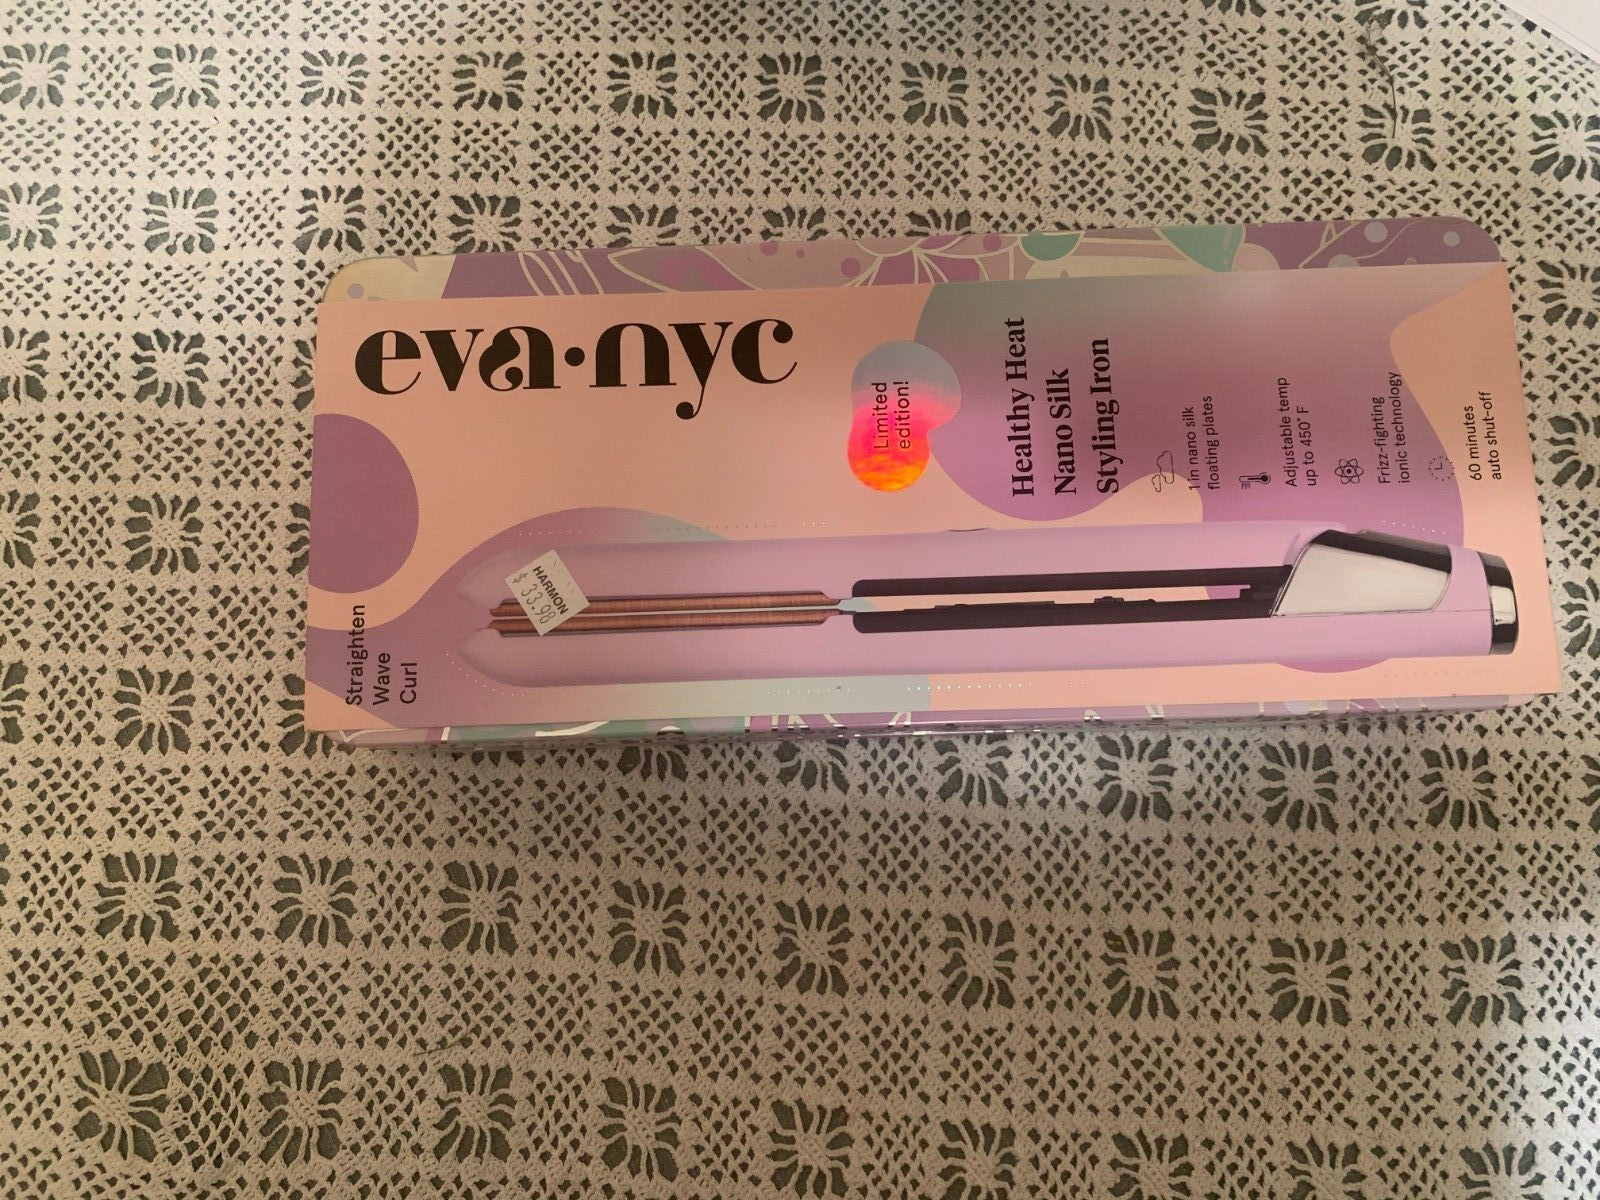 eva·nyc
Limited
edition!
Healthy Heat
Nano Silk
Styling Iron
1 in nano silk
floating plates
Adjustable temp
up to 450° F
Frizz-fighting
ionic technology
60 minutes
auto shut-off
Straighten
Wave
Curl
HARMON
$33.98